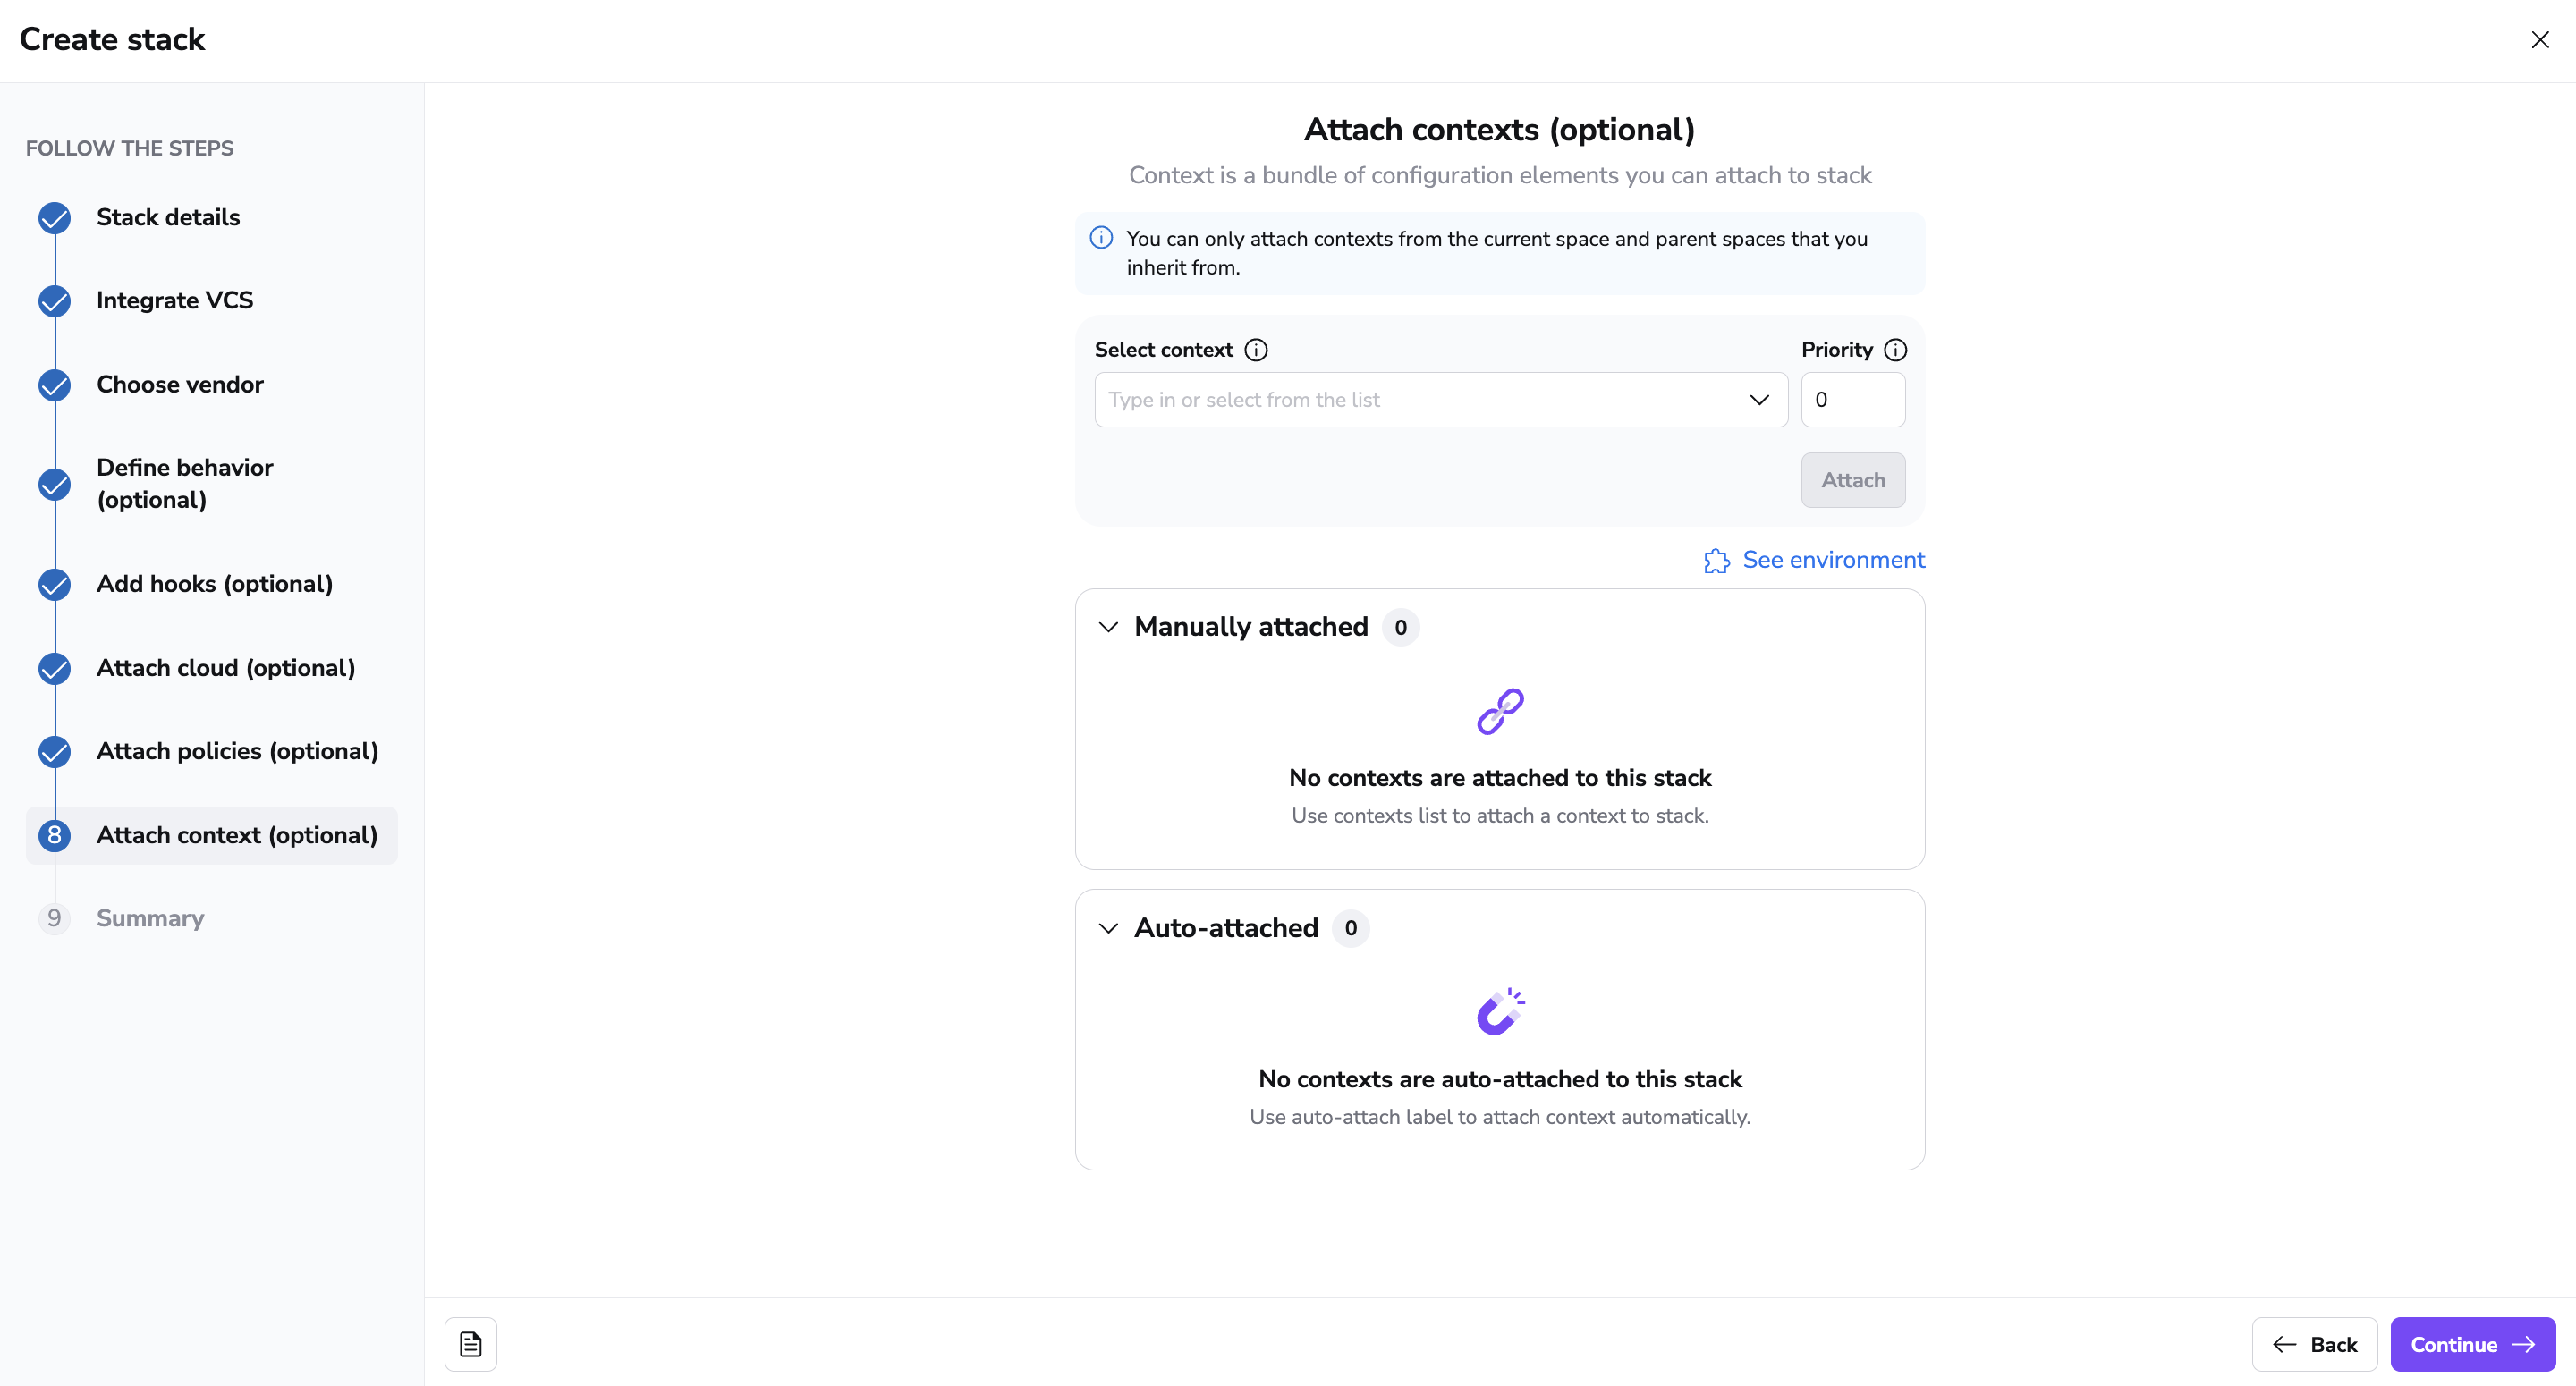 Create stack
FOLLOW THE STEPS
Stack details
Integrate VCS
Choose vendor
Define behavior
(optional)
Add hooks (optional)
Attach cloud (optional)
Attach policies (optional)
8 Attach context (optional)
9 Summary
Attach contexts (optional)
Context is a bundle of configuration elements you can attach to stack
You can only attach contexts from the current space and parent spaces that you
inherit from.
Select context
Priority
Type in or select from the list
0
Attach
See environment
Manually attached 0
No contexts are attached to this stack
Use contexts list to attach a context to stack.
Auto-attached 0
No contexts are auto-attached to this stack
Use auto-attach label to attach context automatically.
Back
Continue